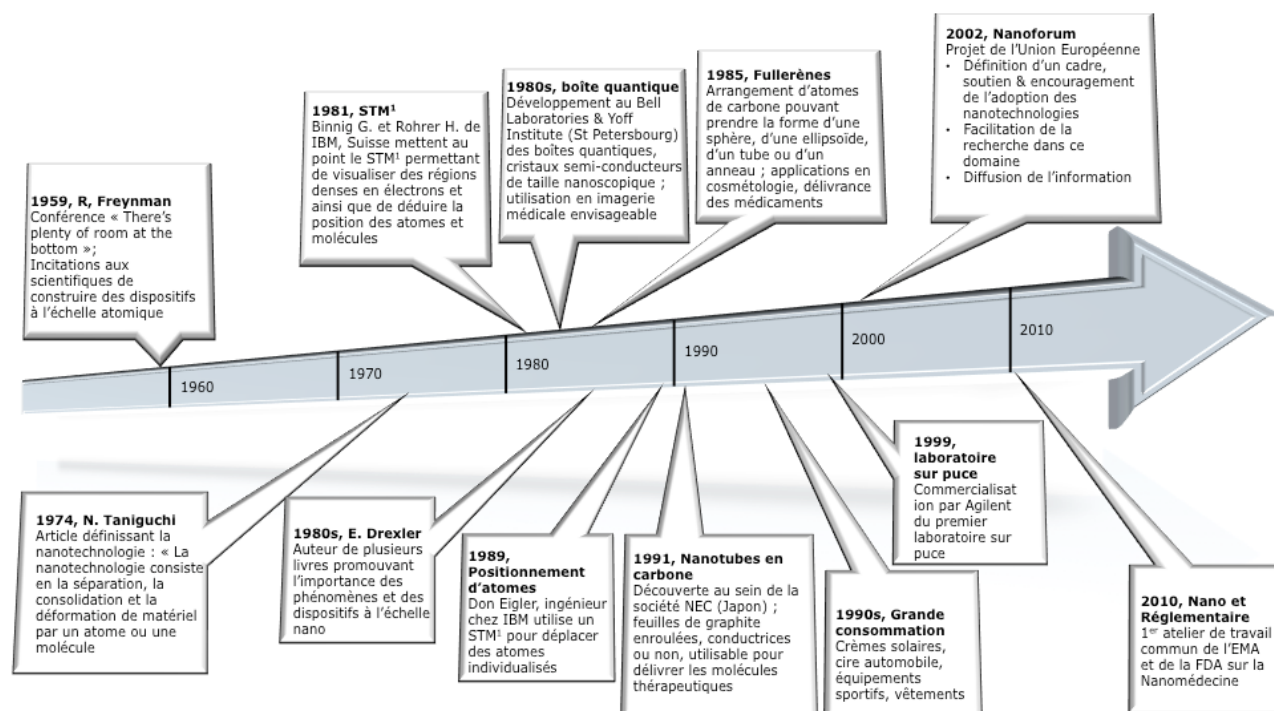 1959, R, Freynman
Conférence « There's
plenty of room at the
bottom »;
Incitations aux
scientifiques de
construire des dispositifs
à l'échelle atomique
1981, STM¹
Binnig G. et Rohrer H. de
IBM, Suisse mettent au
point le STM¹ permettant
de visualiser des régions
denses en électrons et
ainsi que de déduire la
position des atomes et
molécules
1980s, boîte quantique
Développement au Bell
Laboratories & Yoff
Institute (St Petersbourg)
des boîtes quantiques,
cristaux semi-conducteurs
de taille nanoscopique ;
utilisation en imagerie
médicale envisageable
1985, Fullerènes
Arrangement d'atomes
de carbone pouvant
prendre la forme d'une
sphère, d'une ellipsoïde,
d'un tube ou d'un
anneau ; applications en
cosmétologie, délivrance
des médicaments
2002, Nanoforum
Projet de l'Union Européenne
• Définition d'un cadre,
soutien & encouragement
de l'adoption des
nanotechnologies
• Facilitation de la
recherche dans ce
domaine
• Diffusion de l'information
1960
1970
1980
1990
2000
2010
1974, N. Taniguchi
Article définissant la
nanotechnologie : « La
nanotechnologie consiste
en la séparation, la
consolidation et la
déformation de matériel
par un atome ou une
molécule
1980s, E. Drexler
Auteur de plusieurs
livres promouvant
l'importance des
phénomènes et des
dispositifs à l'échelle
nano
1989,
Positionnement
d'atomes
Don Eigler, ingénieur
chez IBM utilise un
STM¹ pour déplacer
des atomes
individualisés
1991, Nanotubes en
carbone
Découverte au sein de la
société NEC (Japon) ;
feuilles de graphite
enroulées, conductrices
ou non, utilisable pour
délivrer les molécules
thérapeutiques
1990s, Grande
consommation
Crèmes solaires,
cire automobile,
équipements
sportifs, vêtements
1999,
laboratoire
sur puce
Commercialisat
ion par Agilent
du premier
laboratoire sur
puce
2010, Nano et
Réglementaire
1er atelier de travail
commun de l'EMA
et de la FDA sur la
Nanomédecine